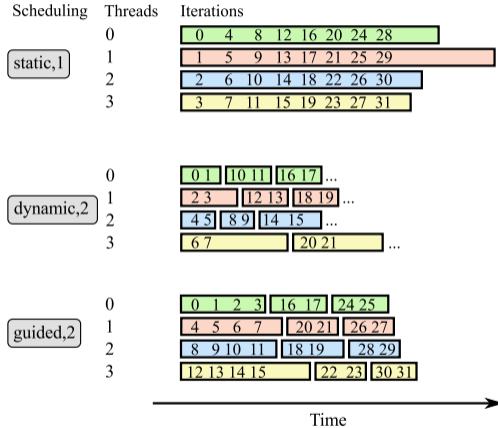 Scheduling Threads Iterations
0 0 4 8 12 16 20 24 28
static,1
1 1 5 9 13 17 21 25 29
2 2 6 10 14 18 22 26 30
3 3 7 11 15 19 23 27 31
0 0 1 10 11 16 17 ...
dynamic,2
1 2 3 12 13 18 19 ...
2 4 5 8 9 14 15 ...
3 6 7 20 21 ...
0 0 1 2 3 16 17 24 25
guided,2
1 4 5 6 7 20 21 26 27
2 8 9 10 11 18 19 28 29
3 12 13 14 15 22 23 30 31
Time